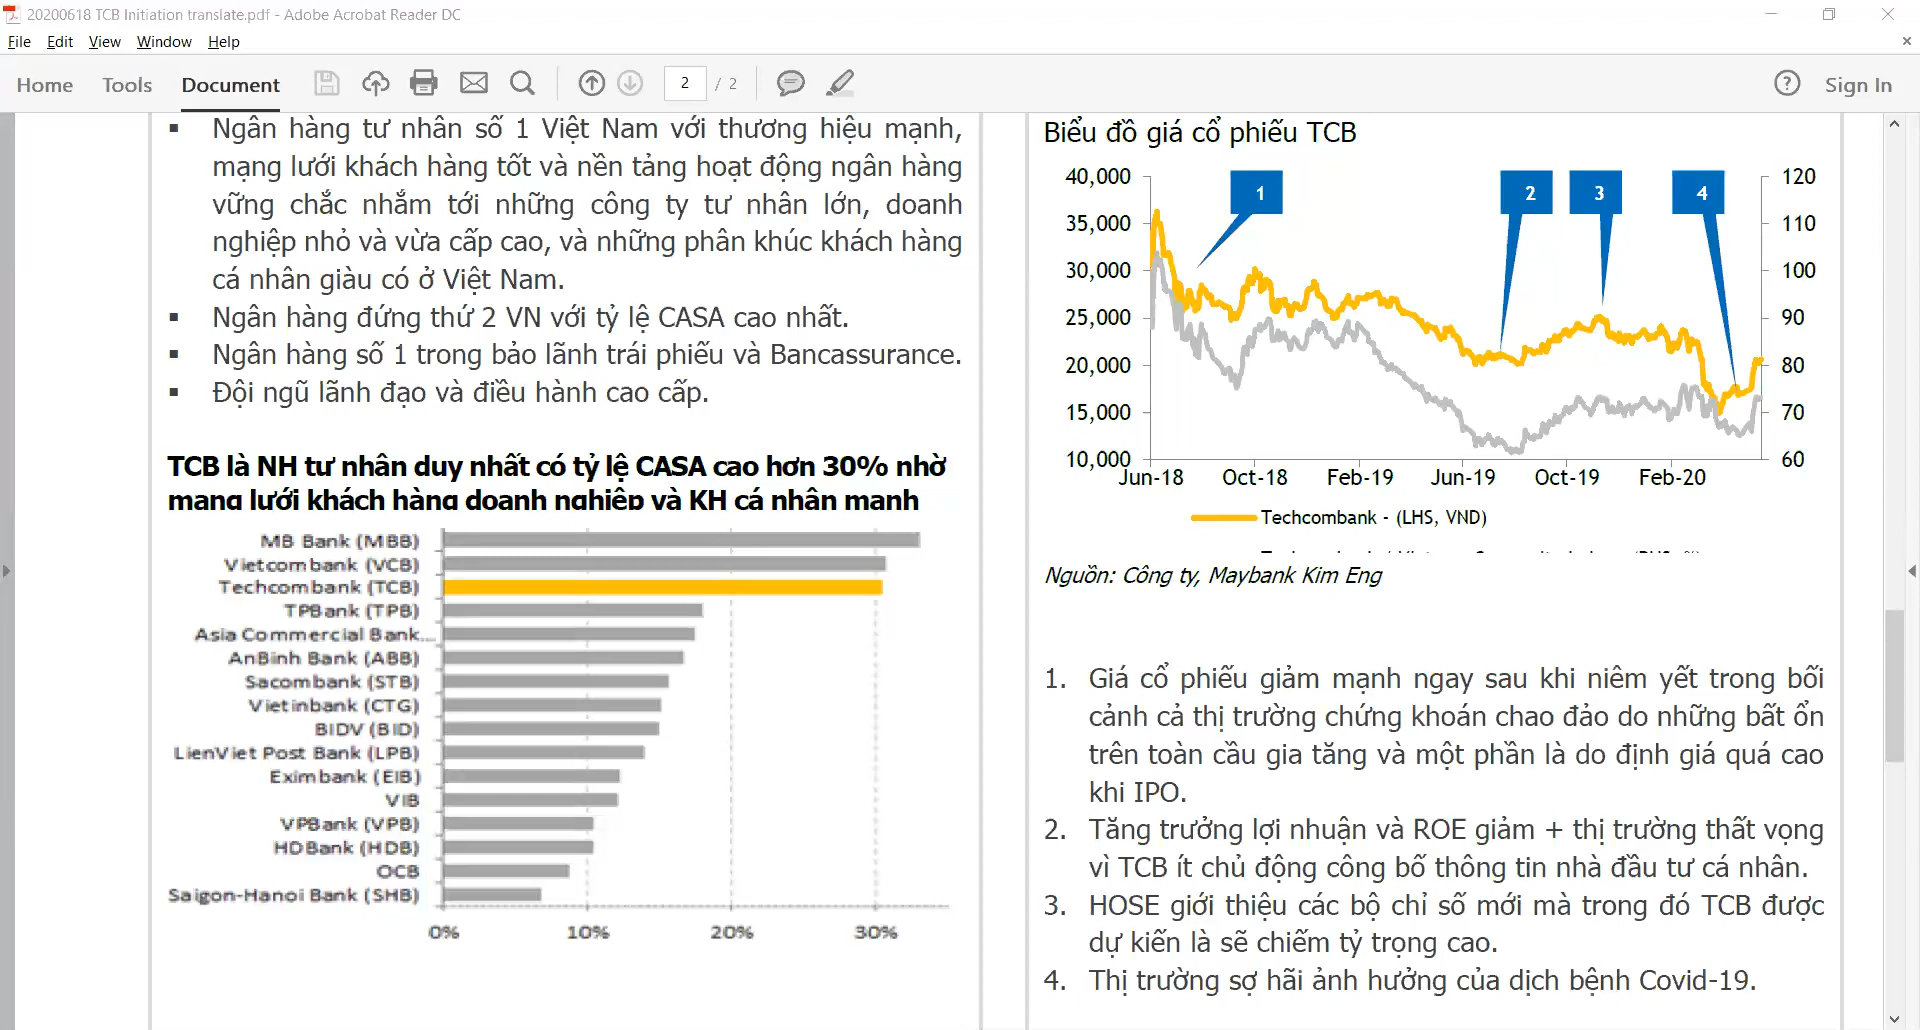 20200618 TCB Initiation translate.pdf - Adobe Acrobat Reader DC
File Edit View Window Help
Home Tools Document 2 / 2 Sign In
Ngân hàng tư nhân số 1 Việt Nam với thương hiệu mạnh,
mạng lưới khách hàng tốt và nền tảng hoạt động ngân hàng
vững chắc nhắm tới những công ty tư nhân lớn, doanh
nghiệp nhỏ và vừa cấp cao, và những phân khúc khách hàng
cá nhân giàu có ở Việt Nam.
Ngân hàng đứng thứ 2 VN với tỷ lệ CASA cao nhất.
Ngân hàng số 1 trong bảo lãnh trái phiếu và Bancassurance.
Đội ngũ lãnh đạo và điều hành cao cấp.
TCB là NH tư nhân duy nhất có tỷ lệ CASA cao hơn 30% nhờ
mạng lưới khách hàng doanh nghiệp và KH cá nhân mạnh
MB Bank (MBB)
Vietcombank (VCB)
Techcombank (TCB)
TPBank (TPB)
Asia Commercial Bank...
AnBinh Bank (ABB)
Sacombank (STB)
Vietinbank (CTG)
BIDV (BID)
LienViet Post Bank (LPB)
Eximbank (EIB)
VIB
VPBank (VPB)
HDBank (HDB)
OCB
Saigon-Hanoi Bank (SHB)
0% 10% 20% 30%
Biểu đồ giá cổ phiếu TCB
40,000 1 2 3 4 120
35,000 110
30,000 100
25,000 90
20,000 80
15,000 70
10,000 60
Jun-18 Oct-18 Feb-19 Jun-19 Oct-19 Feb-20
Techcombank - (LHS, VND)
Nguồn: Công ty, Maybank Kim Eng
1. Giá cổ phiếu giảm mạnh ngay sau khi niêm yết trong bối
cảnh cả thị trường chứng khoán chao đảo do những bất ổn
trên toàn cầu gia tăng và một phần là do định giá quá cao
khi IPO.
2. Tăng trưởng lợi nhuận và ROE giảm + thị trường thất vọng
vì TCB ít chủ động công bố thông tin nhà đầu tư cá nhân.
3. HOSE giới thiệu các bộ chỉ số mới mà trong đó TCB được
dự kiến là sẽ chiếm tỷ trọng cao.
4. Thị trường sợ hãi ảnh hưởng của dịch bệnh Covid-19.